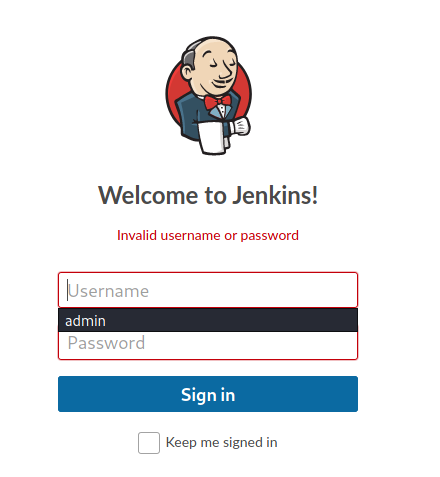 Welcome to Jenkins!
Invalid username or password
Username
admin
Password
Sign in
Keep me signed in